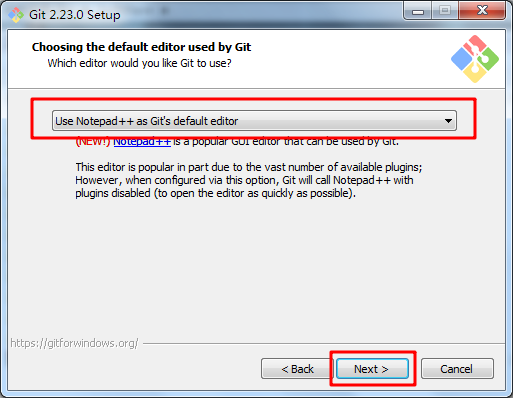 Git 2.23.0 Setup
Choosing the default editor used by Git
Which editor would you like Git to use?
Use Notepad++ as Git's default editor
(NEW!) Notepad++ is a popular GUI editor that can be used by Git.
This editor is popular in part due to the vast number of available plugins;
However, when configured via this option, Git will call Notepad++ with
plugins disabled (to open the editor as quickly as possible).
https://gitforwindows.org/
< Back
Next >
Cancel